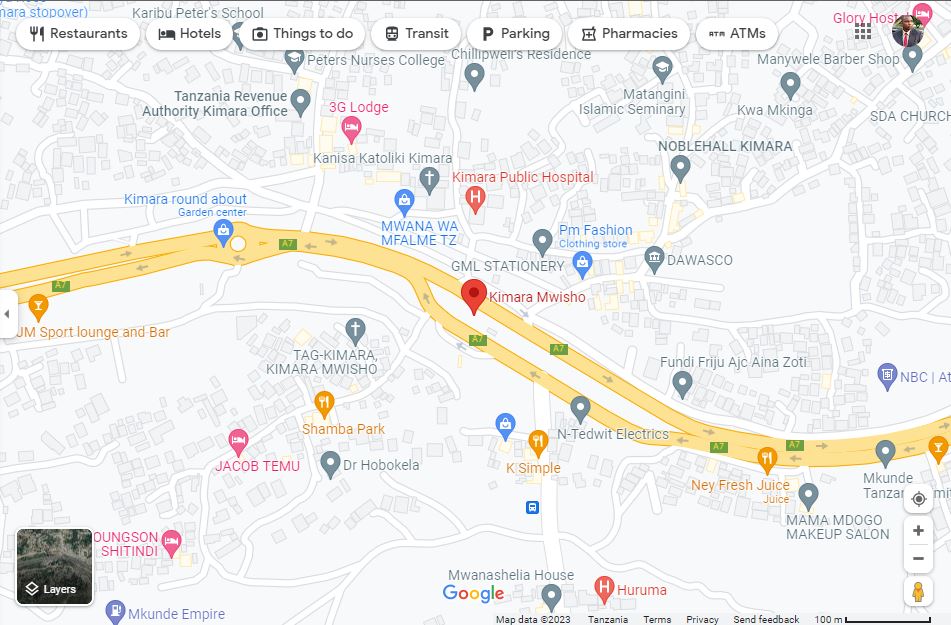 mara stopover)
Karibu Peter's School
Glory Hoste
Restaurants
Hotels
Things to do
Transit
Parking
Pharmacies
ATM
ATMs
Peters Nurses College
Chillipwell's Residence
Manywele Barber Shop
Tanzania Revenue
Authority Kimara Office
3G Lodge
Matangini
Islamic Seminary
Kwa Mkinga
SDA CHURCH
Kanisa Katoliki Kimara
NOBLEHALL KIMARA
Kimara Public Hospital
Kimara round about
Garden center
MWANA WA
MFALME TZ
Pm Fashion
Clothing store
A7
GML STATIONERY
DAWASCO
A7
Kimara Mwisho
JM Sport lounge and Bar
A7
A7
TAG-KIMARA,
KIMARA MWISHO
Fundi Friju Ajc Aina Zoti
NBC | At
Shamba Park
N-Tedwit Electrics
A7
A7
JACOB TEMU
Dr Hobokela
K Simple
Ney Fresh Juice
Juice
Mkunde
MAMA MDOGO
MAKEUP SALON
OUNGSON
SHITINDI
Layers
Mwanashelia House
Google
Huruma
Mkunde Empire
Map data ©2023
Tanzania
Terms
Privacy
Send feedback
100 m